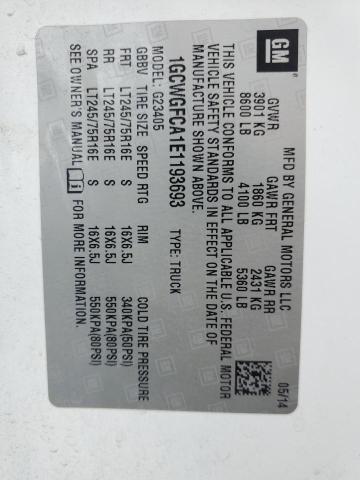 GM
MFD BY GENERAL MOTORS LLC
05/14
GVWR GAWR FRT GAWR RR
3901 KG 1860 KG 2431 KG
8600 LB 4100 LB 5360 LB
THIS VEHICLE CONFORMS TO ALL APPLICABLE U.S. FEDERAL MOTOR
VEHICLE SAFETY STANDARDS IN EFFECT ON THE DATE OF
MANUFACTURE SHOWN ABOVE.
1GCWGFCA1E1193693 TYPE: TRUCK
MODEL: G23405
GBBV TIRE SIZE SPEED RTG RIM COLD TIRE PRESSURE
FRT LT245/75R16E S 16X6.5J 340KPA(50PSI)
RR LT245/75R16E S 16X6.5J 550KPA(80PSI)
SPA LT245/75R16E S 16X6.5J 550KPA(80PSI)
SEE OWNER'S MANUAL FOR MORE INFORMATION.